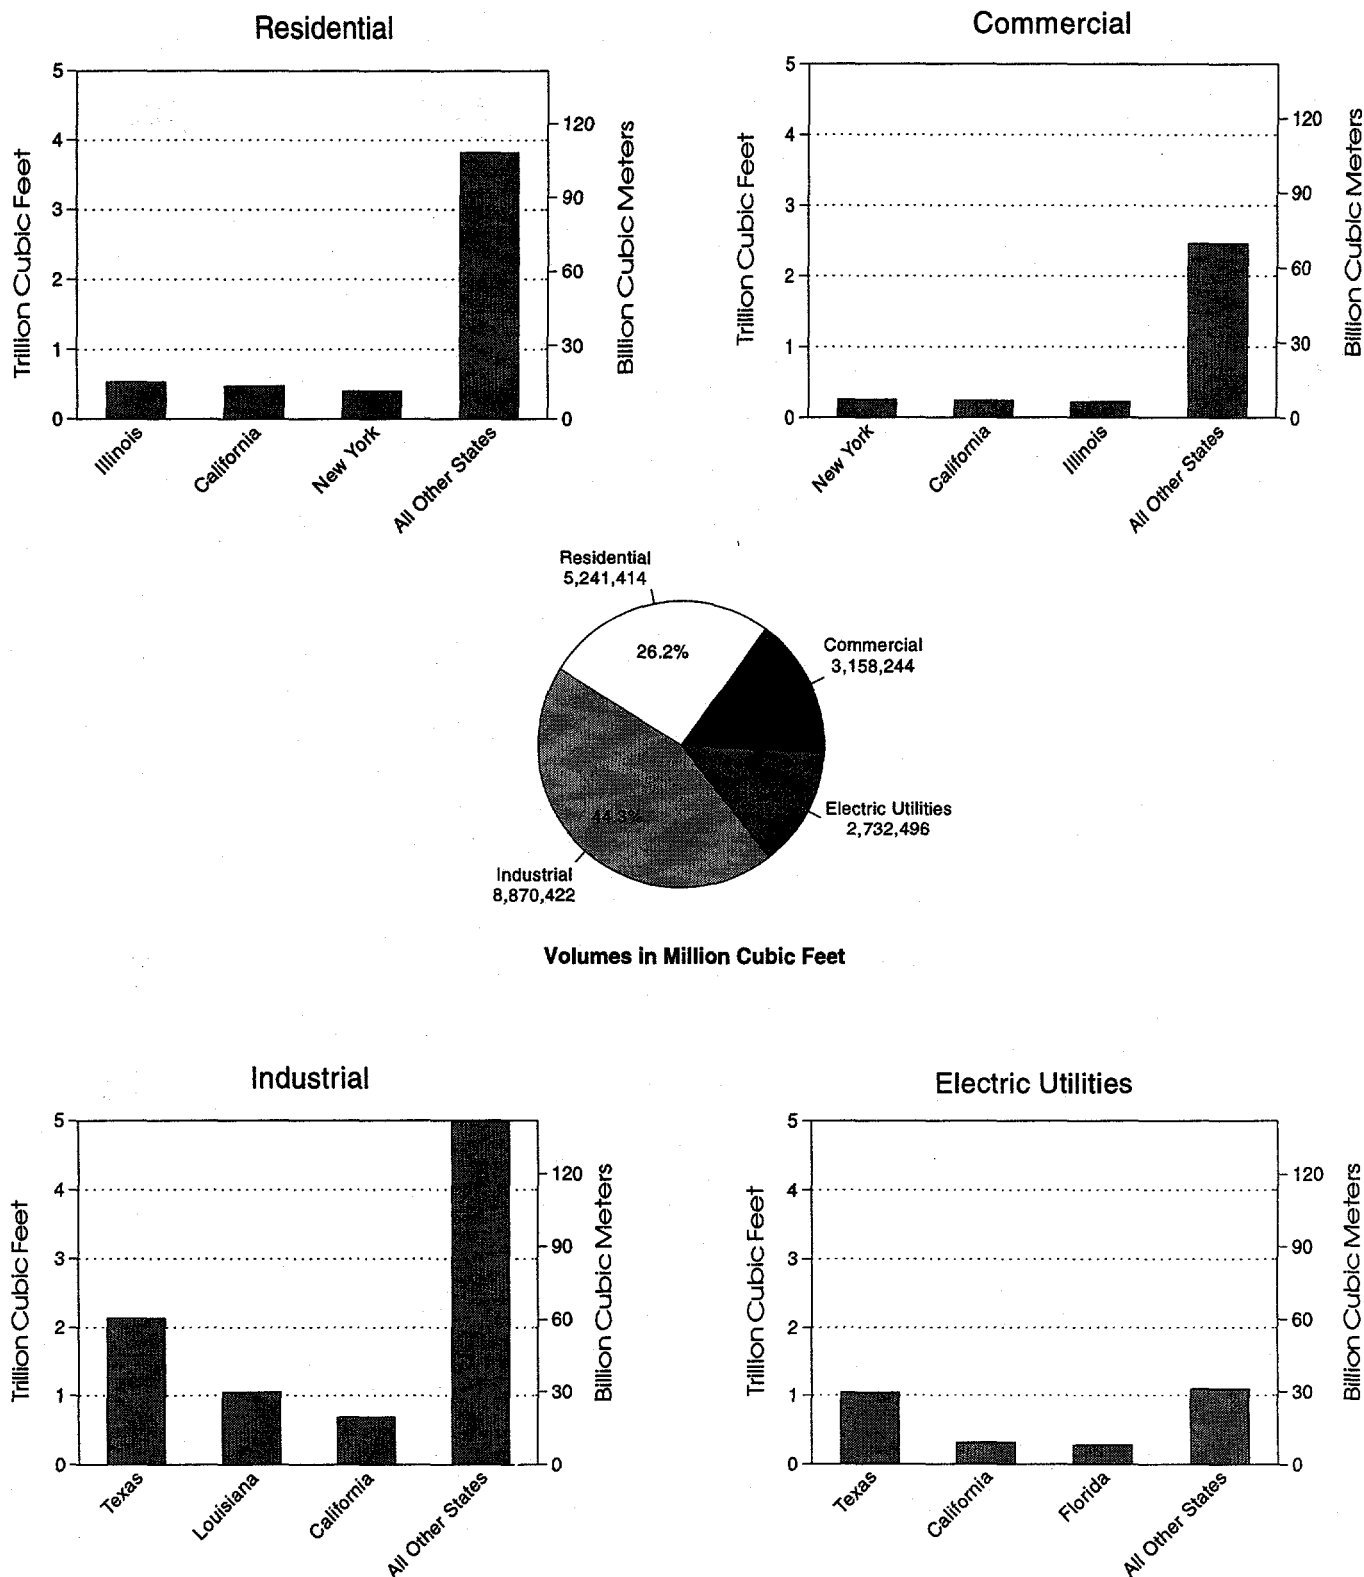 Residential
5
4
3
2
1
0
Trillion Cubic Feet
120
90
60
30
0
Billion Cubic Meters
Illinois
California
New York
All Other States
Commercial
5
4
3
2
1
0
Trillion Cubic Feet
120
90
60
30
0
Billion Cubic Meters
New York
California
Illinois
All Other States
Residential
5,241,414
26.2%
Commercial
3,158,244
Electric Utilities
2,732,496
44.3%
Industrial
8,870,422
Volumes in Million Cubic Feet
Industrial
5
4
3
2
1
0
Trillion Cubic Feet
120
90
60
30
0
Billion Cubic Meters
Texas
Louisiana
California
All Other States
Electric Utilities
5
4
3
2
1
0
Trillion Cubic Feet
120
90
60
30
0
Billion Cubic Meters
Texas
California
Florida
All Other States